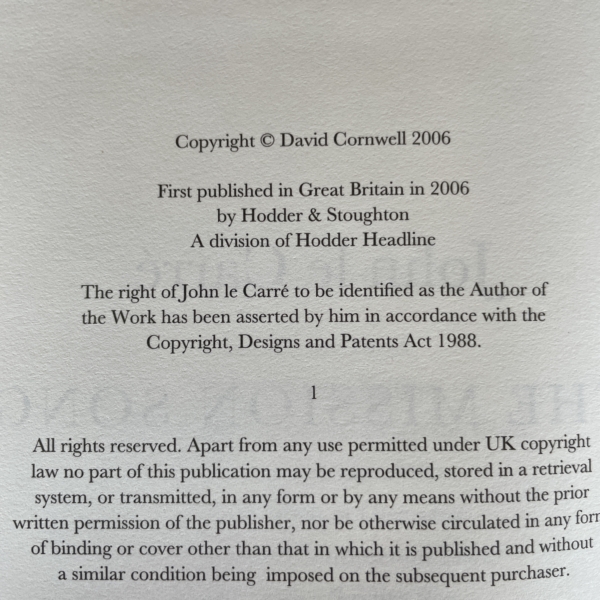 Copyright © David Cornwell 2006
First published in Great Britain in 2006
by Hodder & Stoughton
A division of Hodder Headline
The right of John le Carré to be identified as the Author of
the Work has been asserted by him in accordance with the
Copyright, Designs and Patents Act 1988.
1
All rights reserved. Apart from any use permitted under UK copyright
law no part of this publication may be reproduced, stored in a retrieval
system, or transmitted, in any form or by any means without the prior
written permission of the publisher, nor be otherwise circulated in any form
of binding or cover other than that in which it is published and without
a similar condition being imposed on the subsequent purchaser.